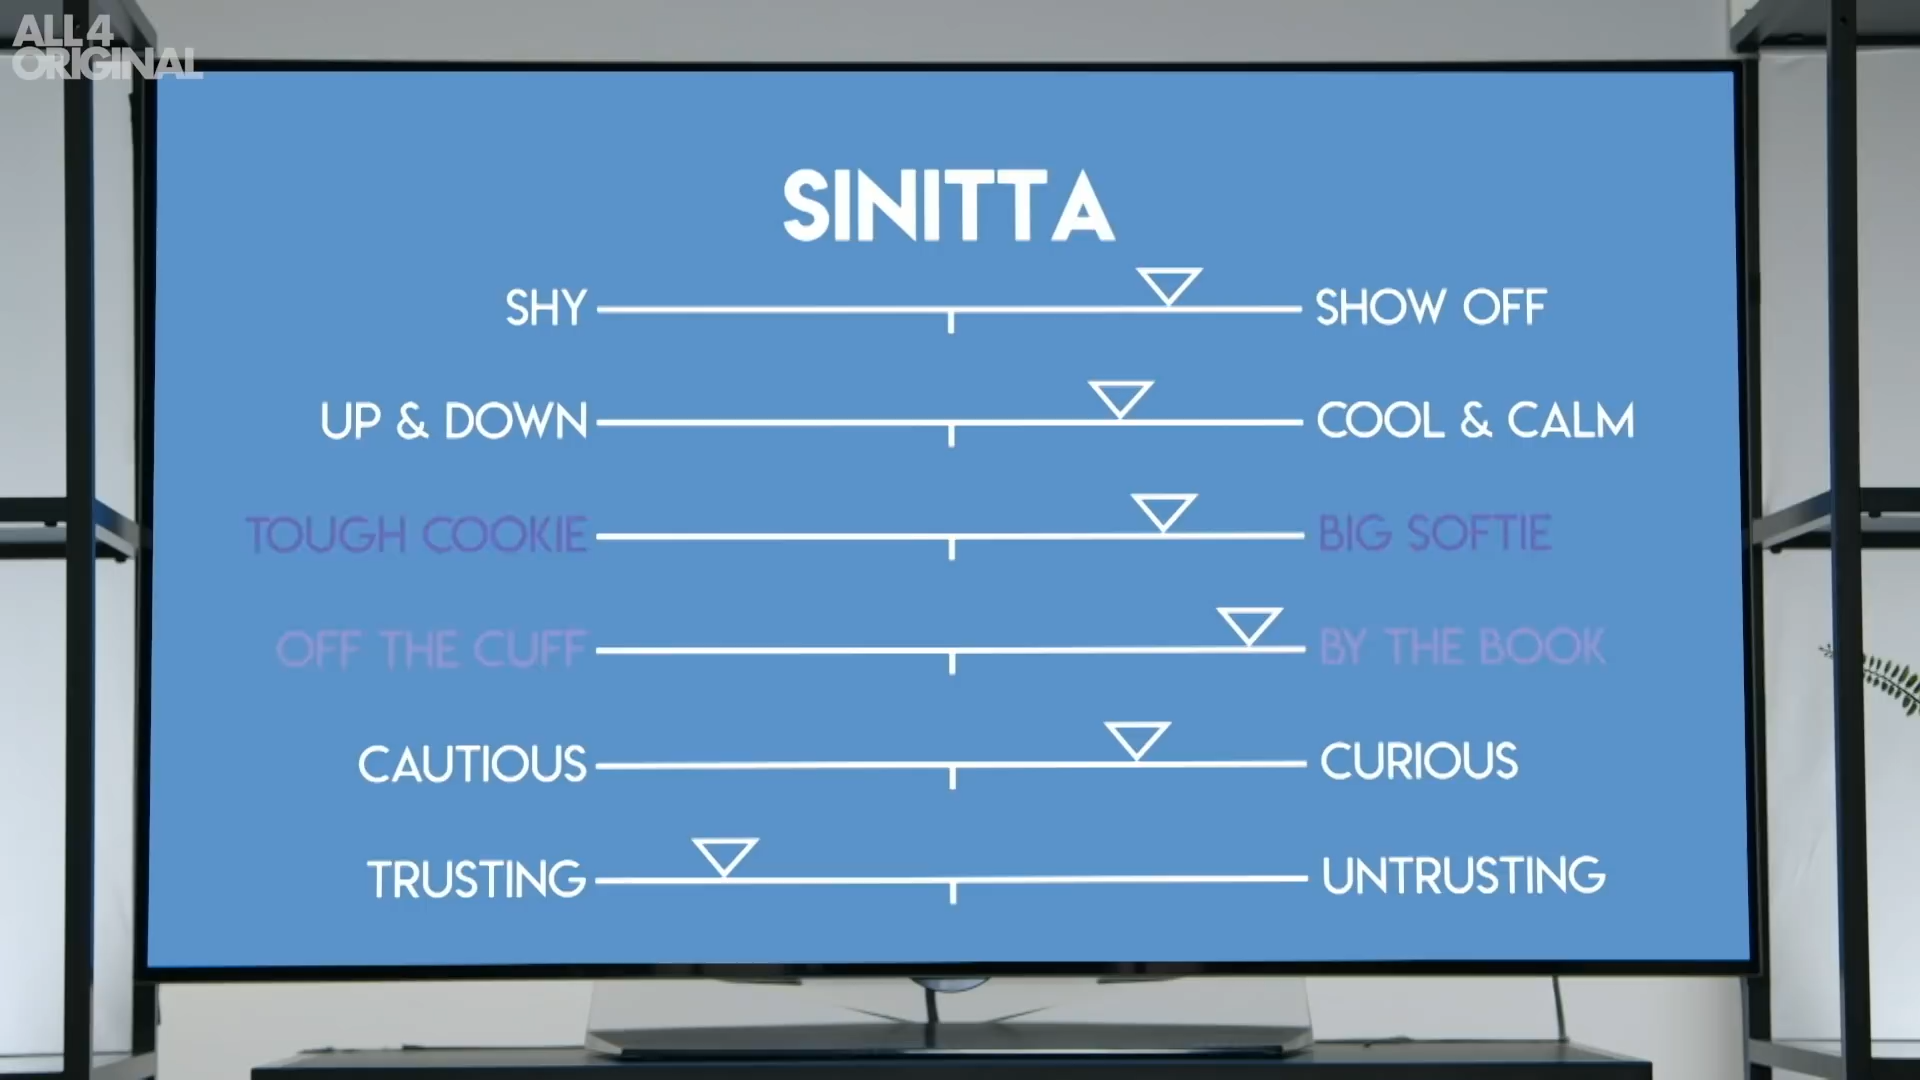 ALL 4
ORIGINAL
SINITTA
SHY SHOW OFF
UP & DOWN COOL & CALM
TOUGH COOKIE BIG SOFTIE
OFF THE CUFF BY THE BOOK
CAUTIOUS CURIOUS
TRUSTING UNTRUSTING